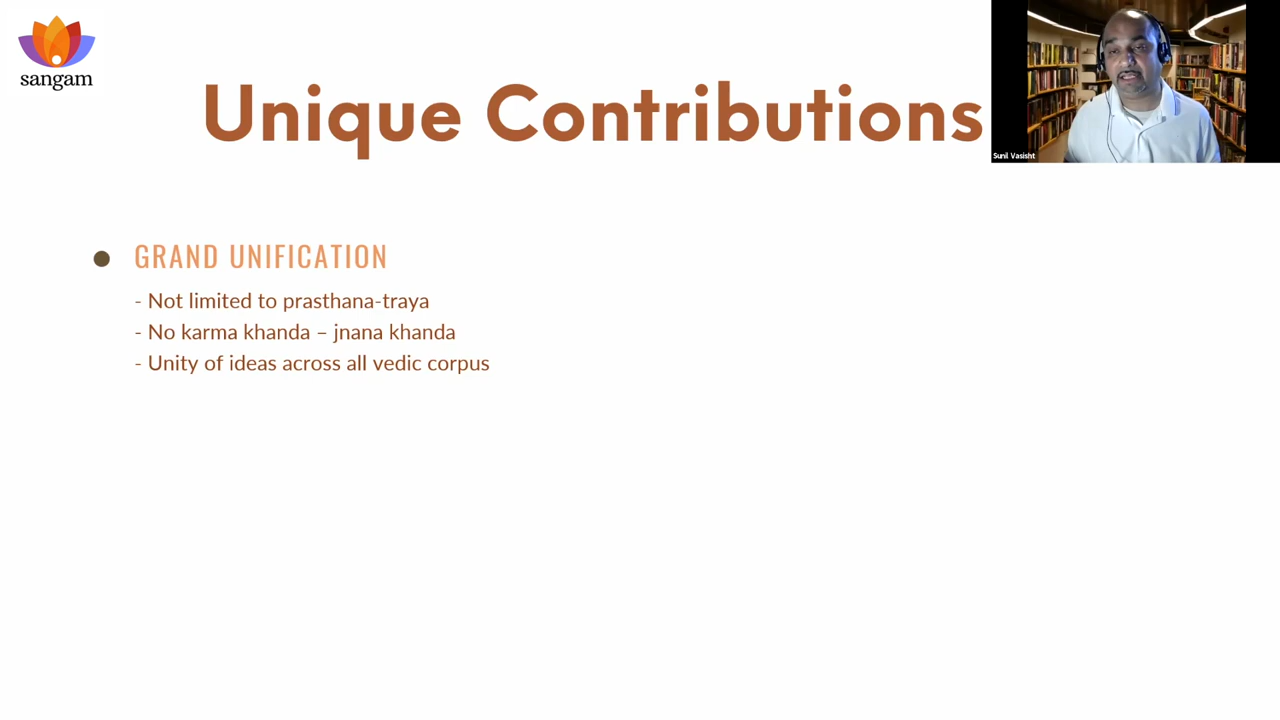 sangam
Unique Contributions
Sunil Vasisht
GRAND UNIFICATION
- Not limited to prasthana-traya
- No karma khanda – jnana khanda
- Unity of ideas across all vedic corpus